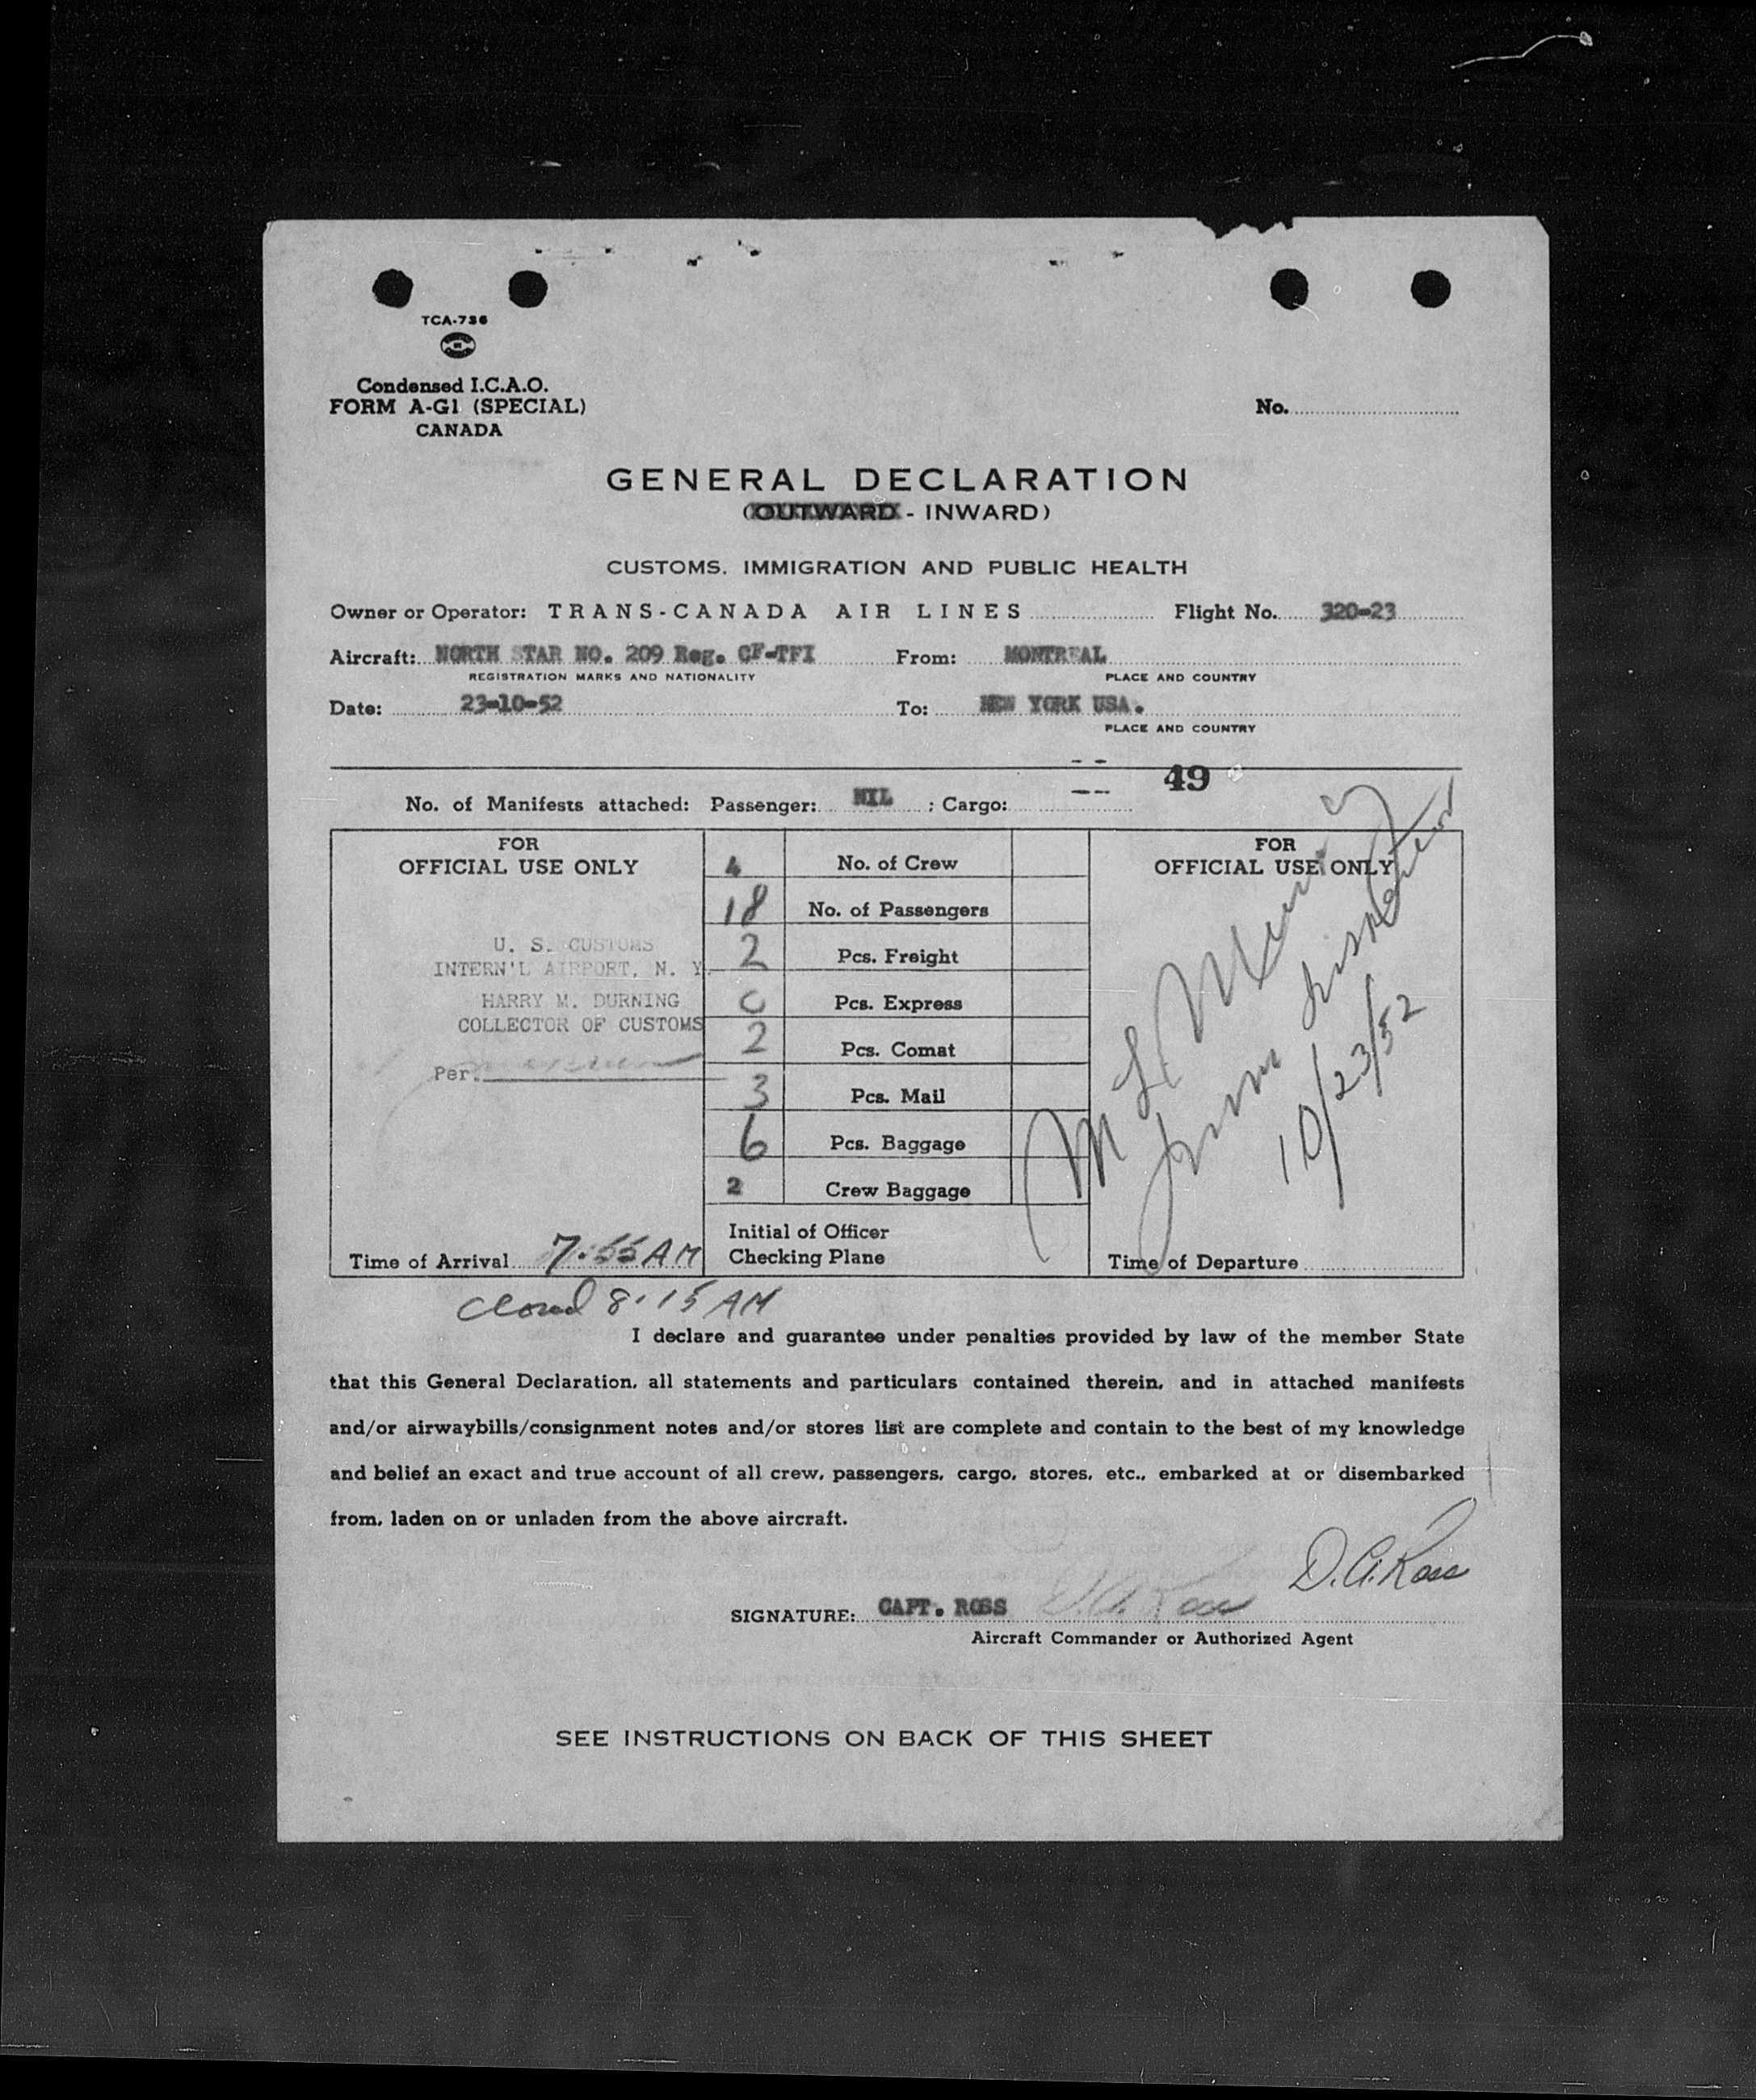 TCA-736
Condensed I.C.A.O.
FORM A-G1 (SPECIAL)
CANADA
No.
GENERAL DECLARATION
(OUTWARD - INWARD)
CUSTOMS, IMMIGRATION AND PUBLIC HEALTH
Owner or Operator: TRANS-CANADA AIR LINES Flight No. 320-23
Aircraft: NORTH STAR NO. 209 Reg. CF-TFI From: MONTREAL
REGISTRATION MARKS AND NATIONALITY PLACE AND COUNTRY
Date: 23-10-52 To: NEW YORK USA.
PLACE AND COUNTRY
49
No. of Manifests attached: Passenger: NIL ; Cargo: --
FOR
OFFICIAL USE ONLY
U. S. CUSTOMS
INTERN'L AIRPORT, N. Y.
HARRY M. DURNING
COLLECTOR OF CUSTOMS
Per.
Time of Arrival 7:55 AM
4 No. of Crew
18 No. of Passengers
2 Pcs. Freight
0 Pcs. Express
2 Pcs. Comat
3 Pcs. Mail
6 Pcs. Baggage
2 Crew Baggage
Initial of Officer
Checking Plane
FOR
OFFICIAL USE ONLY
10/23/52
Time of Departure
8:15 AM
I declare and guarantee under penalties provided by law of the member State
that this General Declaration, all statements and particulars contained therein, and in attached manifests
and/or airwaybills/consignment notes and/or stores list are complete and contain to the best of my knowledge
and belief an exact and true account of all crew, passengers, cargo, stores, etc., embarked at or disembarked
from, laden on or unladen from the above aircraft.
D.A. Ross
SIGNATURE: CAPT. ROSS D.A. Ross
Aircraft Commander or Authorized Agent
SEE INSTRUCTIONS ON BACK OF THIS SHEET